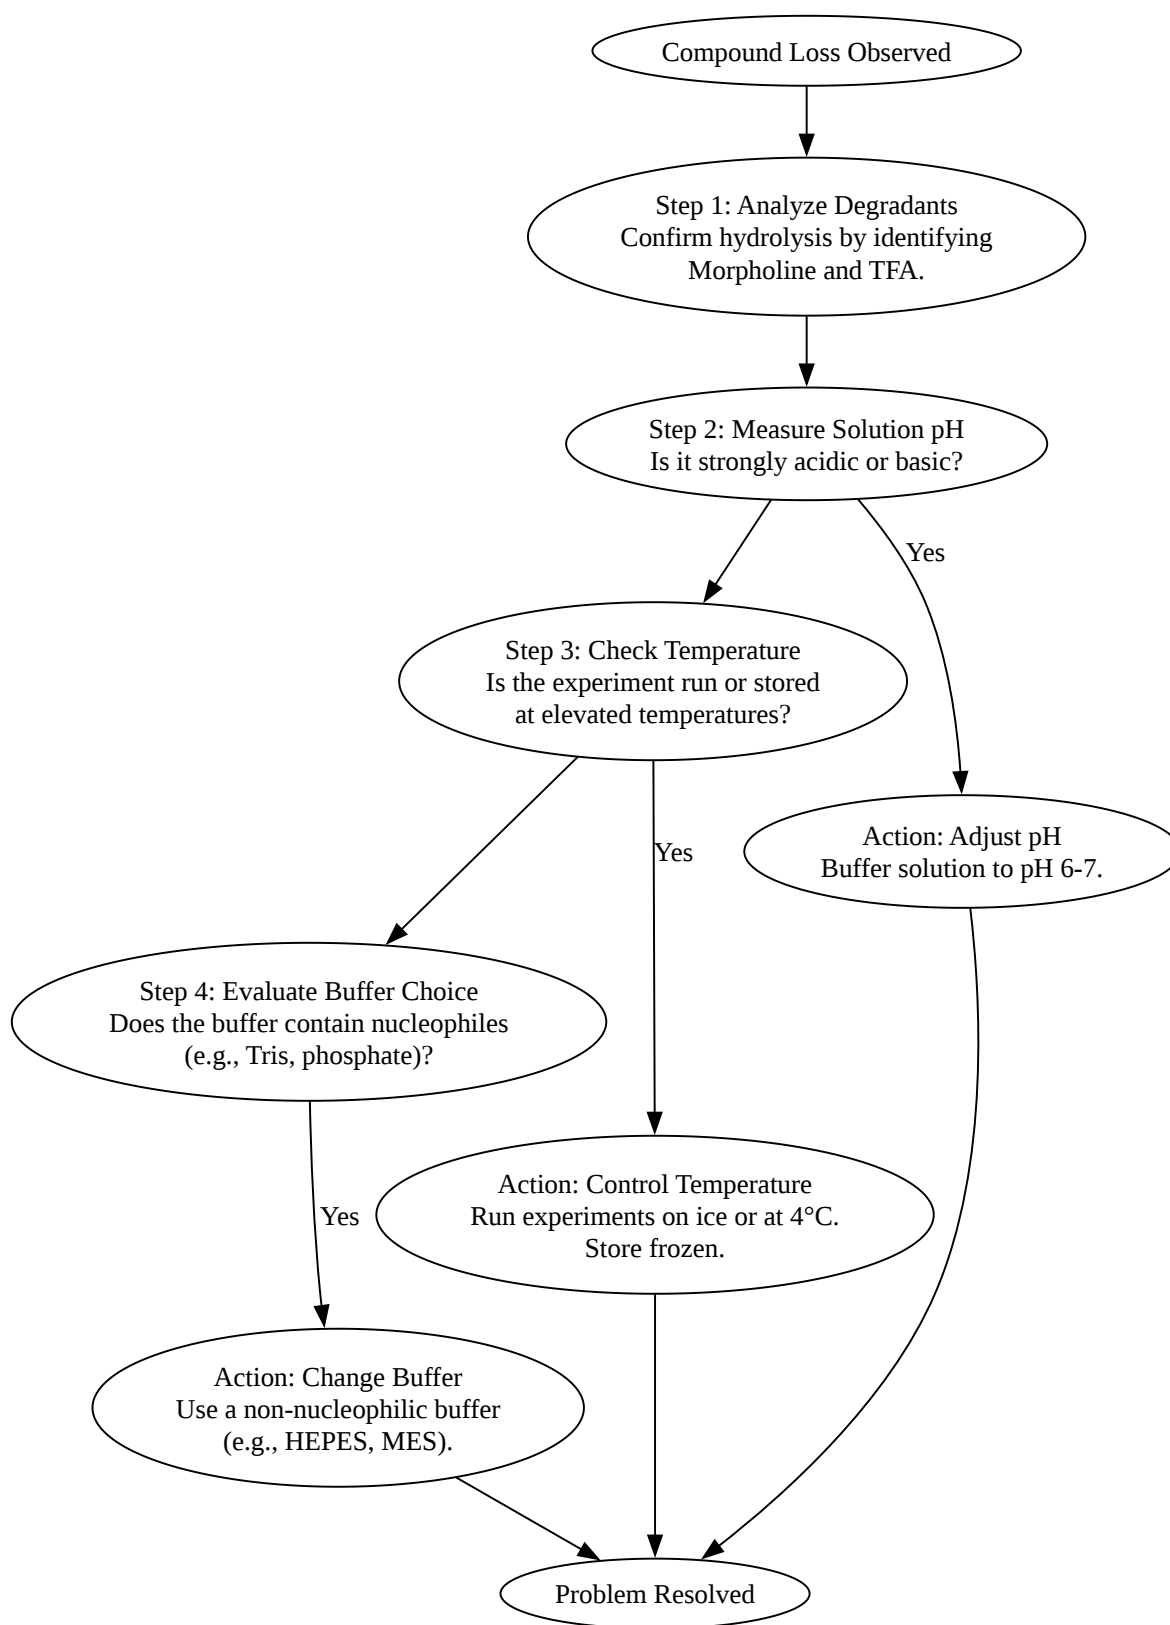 Compound Loss Observed
Step 1: Analyze Degradants
Confirm hydrolysis by identifying
Morpholine and TFA.
Step 2: Measure Solution pH
Is it strongly acidic or basic?
Yes
Step 3: Check Temperature
Is the experiment run or stored
at elevated temperatures?
Yes
Action: Adjust pH
Buffer solution to pH 6-7.
Step 4: Evaluate Buffer Choice
Does the buffer contain nucleophiles
(e.g., Tris, phosphate)?
Yes
Action: Control Temperature
Run experiments on ice or at 4°C.
Store frozen.
Action: Change Buffer
Use a non-nucleophilic buffer
(e.g., HEPES, MES).
Problem Resolved